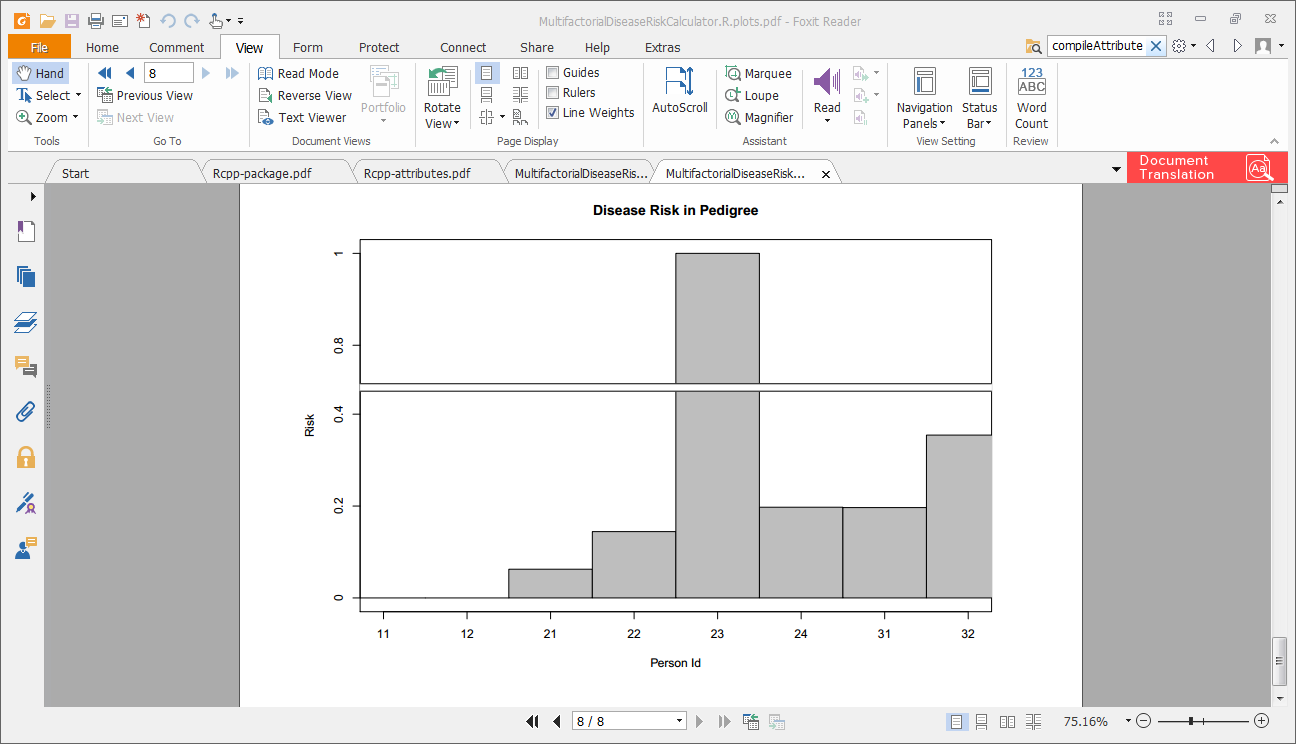 MultifactorialDiseaseRiskCalculator.R.plots.pdf - Foxit Reader
File Home Comment View Form Protect Connect Share Help Extras
compileAttribute
Hand
Select
Zoom
Tools
8
Previous View
Next View
Go To
Read Mode
Reverse View
Text Viewer
Document Views
Portfolio
Rotate
View
Guides
Rulers
Line Weights
Page Display
AutoScroll
Marquee
Loupe
Magnifier
Assistant
Read
Navigation
Panels
Status
Bar
View Setting
123
ABC
Word
Count
Review
Start
Rcpp-package.pdf
Rcpp-attributes.pdf
MultifactorialDiseaseRis...
MultifactorialDiseaseRisk...
Document
Translation
Aa
Disease Risk in Pedigree
1
0.8
0.4
0.2
0
Risk
11 12 21 22 23 24 31 32
Person Id
8 / 8
75.16%